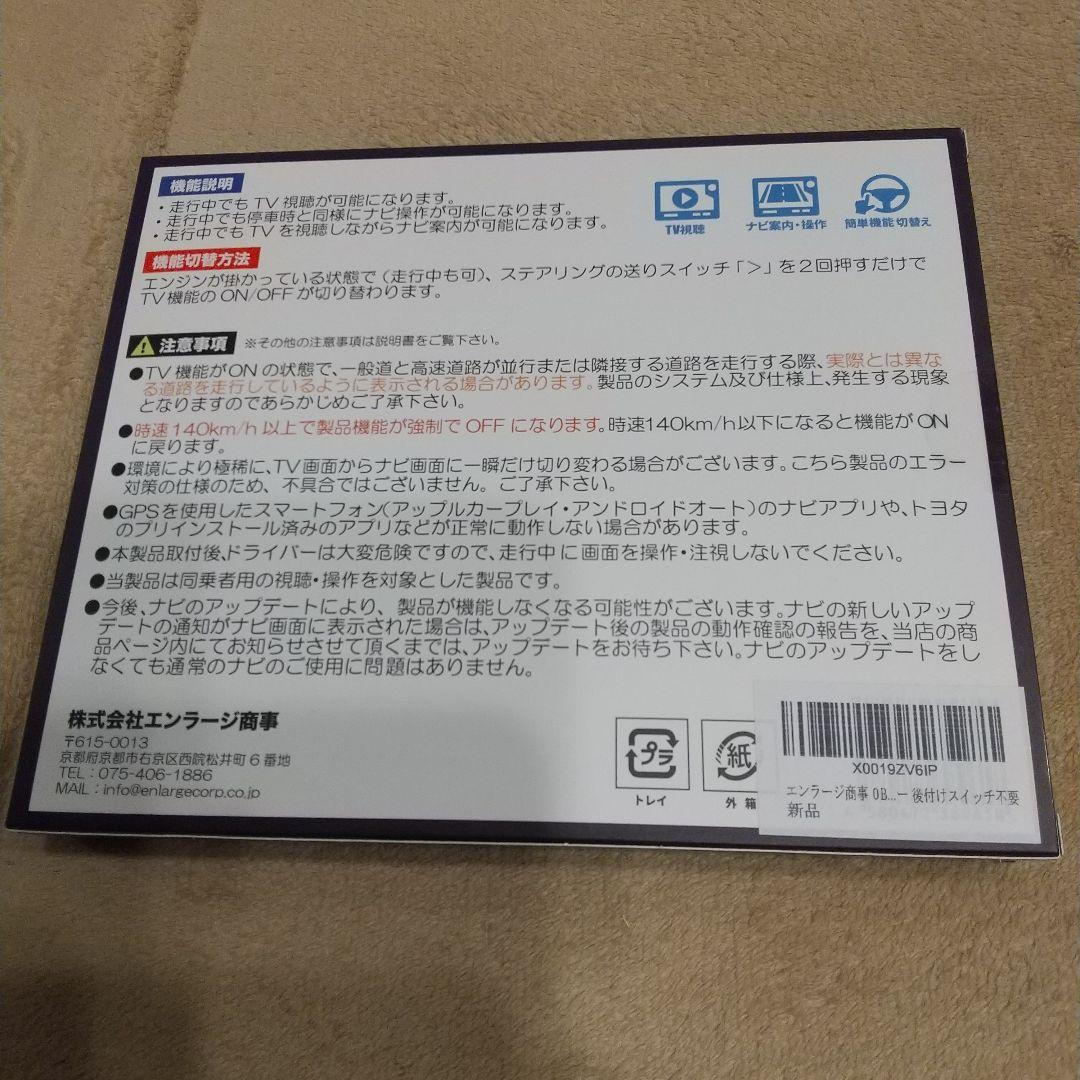 機能説明
・走行中でも TV 視聴が可能になります。
・走行中でも停車時と同様にナビ操作が可能になります。
・走行中でも TV を視聴しながらナビ案内が可能になります。
TV視聴
ナビ案内・操作
簡単機能切替え
機能切替方法
エンジンが掛かっている状態で（走行中も可）、ステアリングの送りスイッチ「＞」を２回押すだけで
TV機能の ON/OFF が切り替わります。
注意事項 ※その他の注意事項は説明書をご覧下さい。
●TV 機能がONの状態で、一般道と高速道路が並行または隣接する道路を走行する際、実際とは異な
る道路を走行しているように表示される場合があります。製品のシステム及び仕様上、発生する現象
となりますのであらかじめご了承下さい。
●時速140km/h 以上で製品機能が強制で OFF になります。時速140km/h以下になると機能が ON
に戻ります。
●環境により極稀に、TV画面からナビ画面に一瞬だけ切り変わる場合がございます。こちら製品のエラー
対策の仕様のため、不具合ではございません。ご了承下さい。
●GPSを使用したスマートフォン(アップルカープレイ・アンドロイドオート)のナビアプリや、トヨタ
のプリインストール済みのアプリなどが正常に動作しない場合があります。
●本製品取付後、ドライバーは大変危険ですので、走行中に画面を操作・注視しないでください。
●当製品は同乗者用の視聴・操作を対象とした製品です。
●今後、ナビのアップデートにより、製品が機能しなくなる可能性がございます。ナビの新しいアップ
デートの通知がナビ画面に表示された場合は、アップデート後の製品の動作確認の報告を、当店の商
品ページ内にてお知らせさせて頂くまでは、アップデートをお待ち下さい。ナビのアップデートをし
なくても通常のナビのご使用に問題はありません。
株式会社エンラージ商事
〒615-0013
京都府京都市右京区西院松井町６番地
TEL：075-406-1886
MAIL：info@enlargecorp.co.jp
プラ
トレイ
紙
外 箱
X0019ZV6IP
エンラージ商事 OB...ー 後付けスイッチ不要
新品